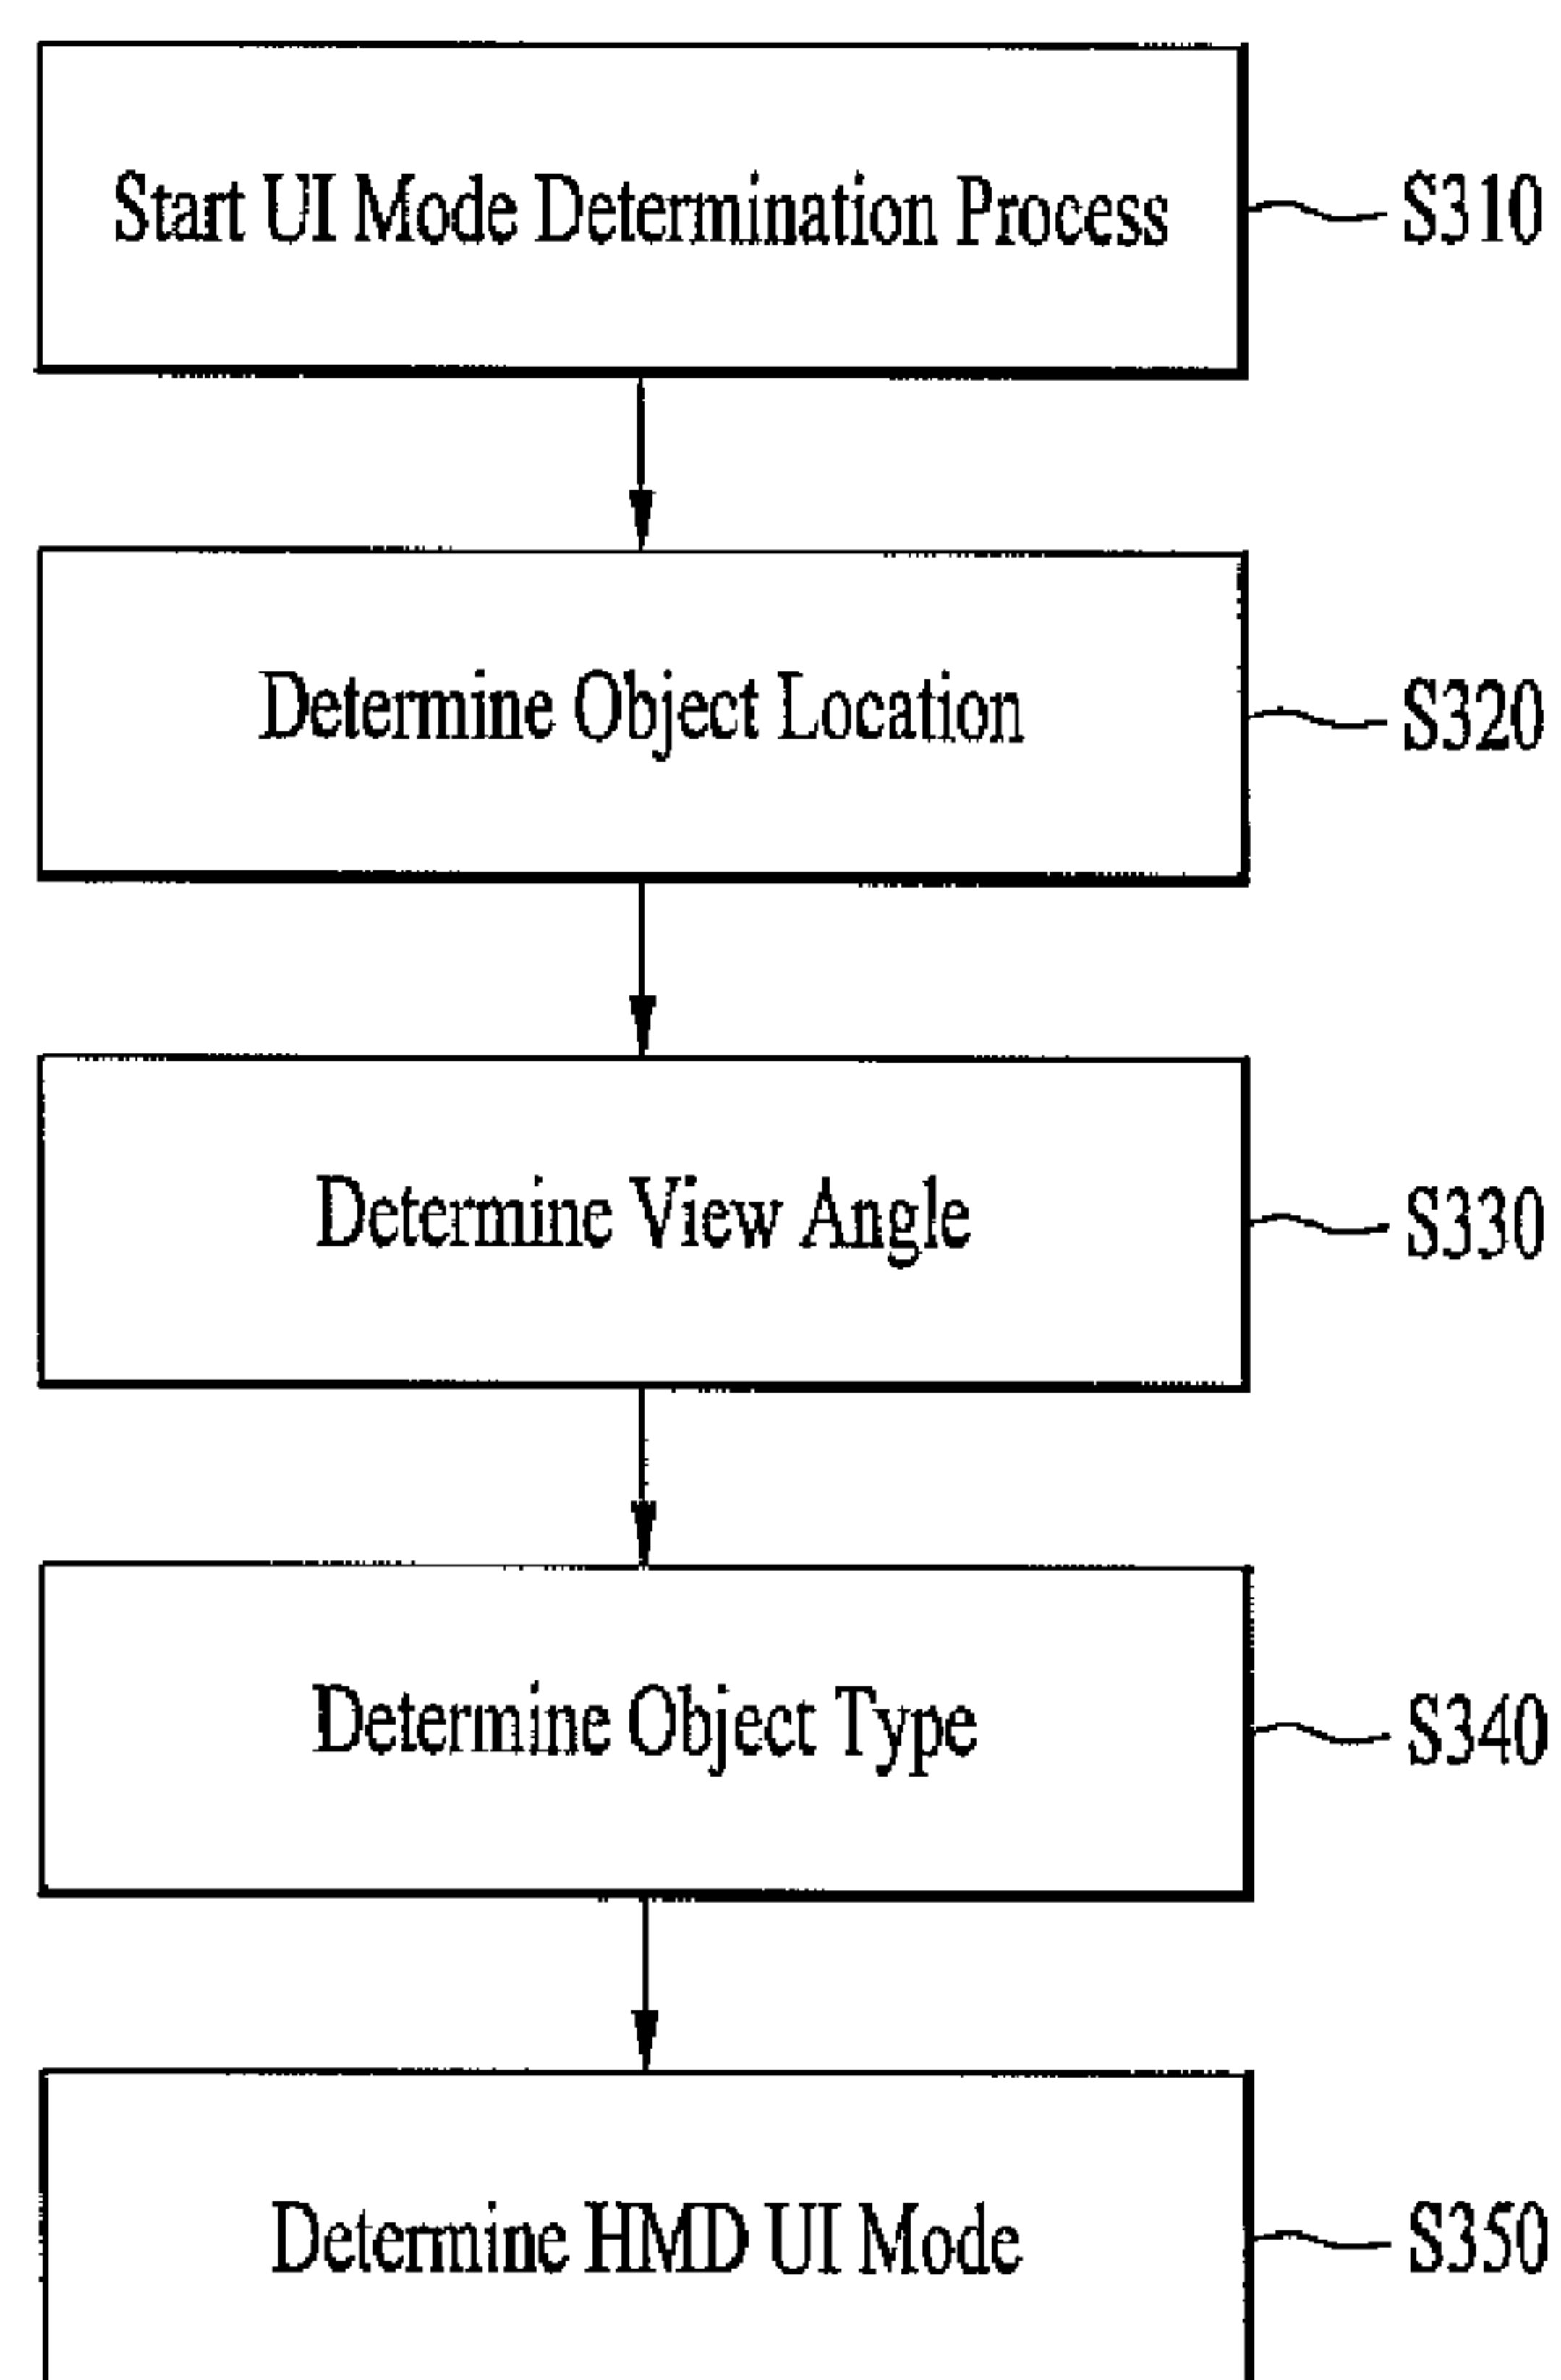 Start UI Mode Determination Process S310
Determine Object Location S320
Determine View Angle S330
Determine Object Type S340
Determine HMD UI Mode S350